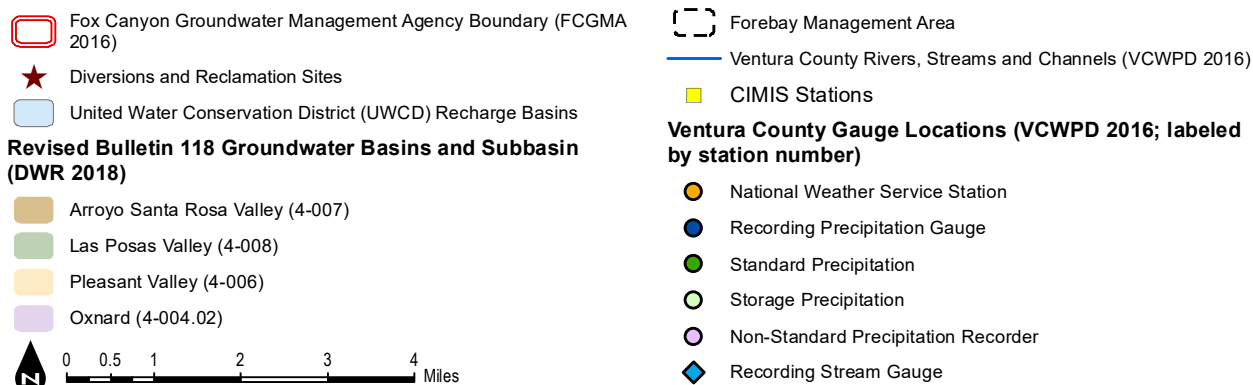 Fox Canyon Groundwater Management Agency Boundary (FCGMA
2016)
Diversions and Reclamation Sites
United Water Conservation District (UWCD) Recharge Basins
Revised Bulletin 118 Groundwater Basins and Subbasin
(DWR 2018)
Arroyo Santa Rosa Valley (4-007)
Las Posas Valley (4-008)
Pleasant Valley (4-006)
Oxnard (4-004.02)
N
0 0.5 1 2 3 4
Miles
Forebay Management Area
Ventura County Rivers, Streams and Channels (VCWPD 2016)
CIMIS Stations
Ventura County Gauge Locations (VCWPD 2016; labeled
by station number)
National Weather Service Station
Recording Precipitation Gauge
Standard Precipitation
Storage Precipitation
Non-Standard Precipitation Recorder
Recording Stream Gauge